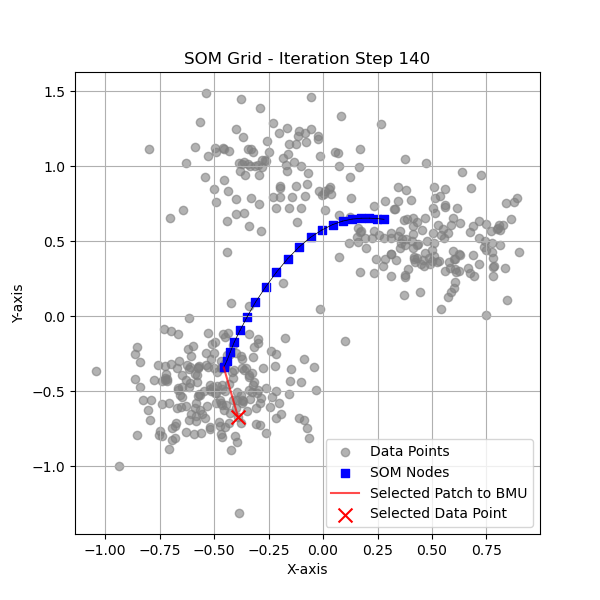 SOM Grid - Iteration Step 140
1.5
1.0
0.5
0.0
−0.5
−1.0
Y-axis
Data Points
SOM Nodes
Selected Patch to BMU
Selected Data Point
−1.00 −0.75 −0.50 −0.25 0.00 0.25 0.50 0.75
X-axis